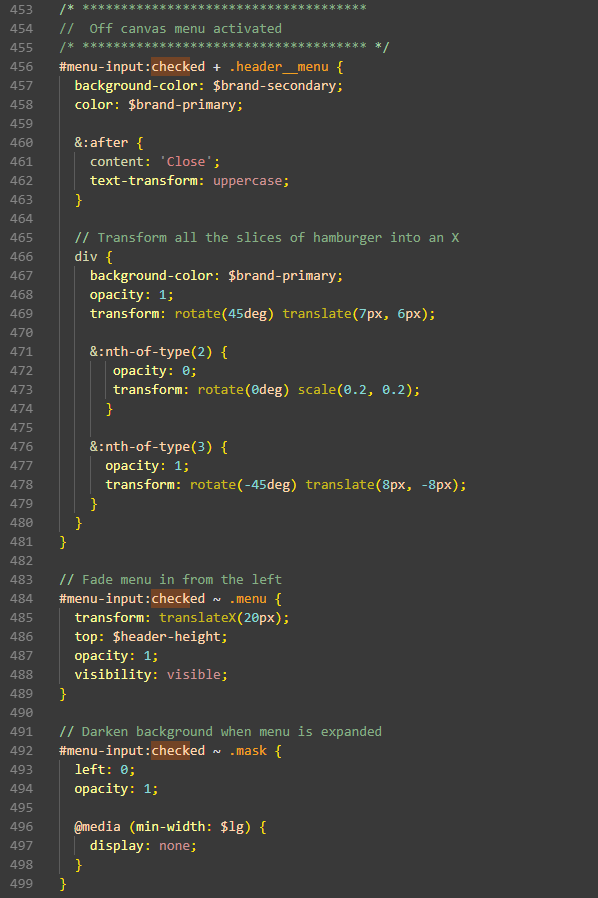 453 /* *************************************
454 //  Off canvas menu activated
455 /* ************************************* */
456 #menu-input:checked + .header__menu {
457   background-color: $brand-secondary;
458   color: $brand-primary;
459
460   &:after {
461     content: 'Close';
462     text-transform: uppercase;
463   }
464
465   // Transform all the slices of hamburger into an X
466   div {
467     background-color: $brand-primary;
468     opacity: 1;
469     transform: rotate(45deg) translate(7px, 6px);
470
471     &:nth-of-type(2) {
472        opacity: 0;
473        transform: rotate(0deg) scale(0.2, 0.2);
474       }
475
476     &:nth-of-type(3) {
477       opacity: 1;
478       transform: rotate(-45deg) translate(8px, -8px);
479     }
480   }
481 }
482
483 // Fade menu in from the left
484 #menu-input:checked ~ .menu {
485   transform: translateX(20px);
486   top: $header-height;
487   opacity: 1;
488   visibility: visible;
489 }
490
491 // Darken background when menu is expanded
492 #menu-input:checked ~ .mask {
493   left: 0;
494   opacity: 1;
495
496   @media (min-width: $lg) {
497     display: none;
498   }
499 }